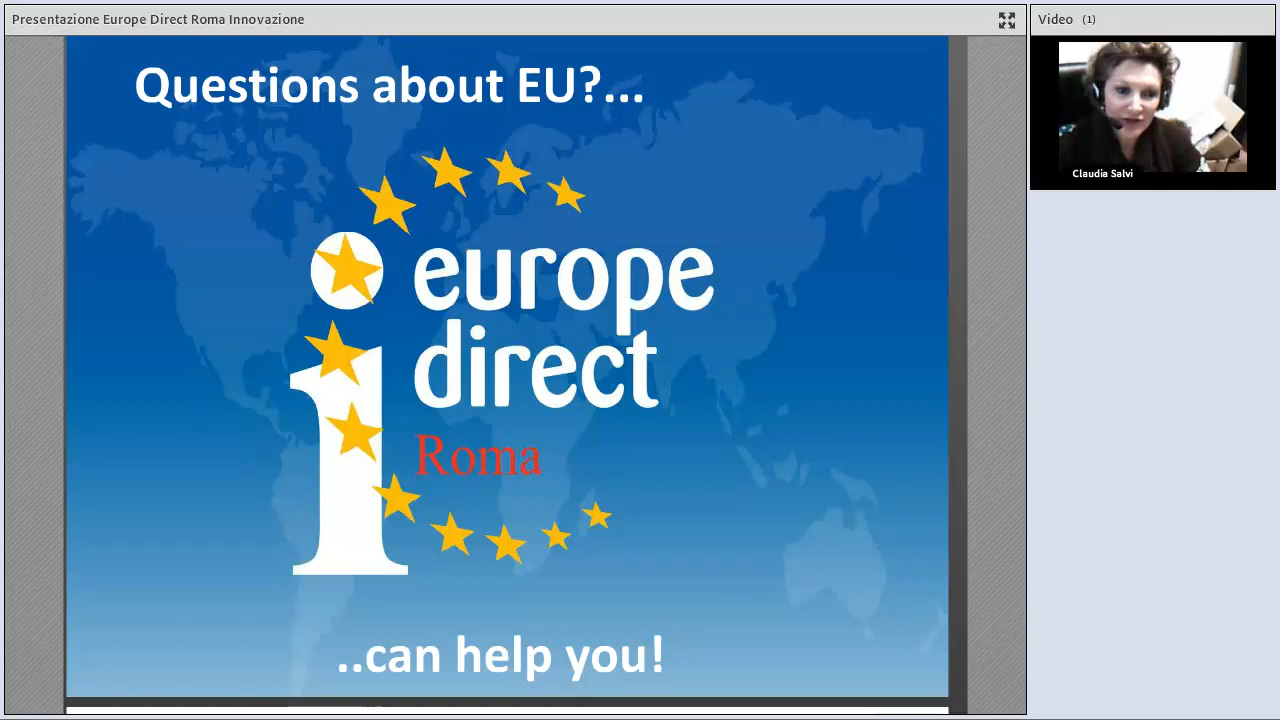 Presentazione Europe Direct Roma Innovazione
Video (1)
Claudia Salvi
Questions about EU?...
europe
direct
Roma
..can help you!